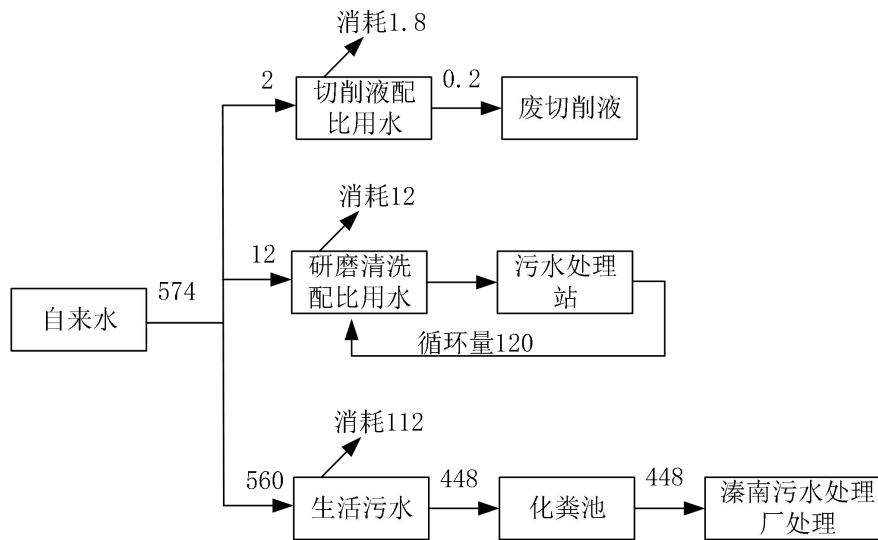 消耗1.8
2
切削液配
比用水
0.2
废切削液
消耗12
12
研磨清洗
配比用水
污水处理
站
574
自来水
循环量120
消耗112
560
生活污水
448
化粪池
448
溱南污水处理
厂处理